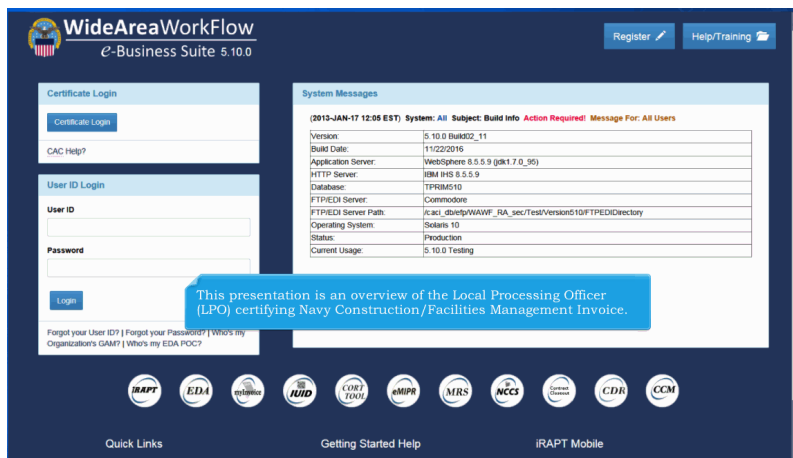 WideAreaWorkFlow
e-Business Suite 5.10.0
Register
Help/Training
Certificate Login
Certificate Login
CAC Help?
User ID Login
User ID
Password
Login
Forgot your User ID? | Forgot your Password? | Who's my
Organization's GAM? | Who's my EDA POC?
System Messages
(2013-JAN-17 12:05 EST) System: All Subject: Build Info Action Required! Message For: All Users
Version: 5.10.0 Build02_11
Build Date: 11/22/2016
Application Server: WebSphere 8.5.5.9 (jdk1.7.0_95)
HTTP Server: IBM IHS 8.5.5.9
Database: TPRIM510
FTP/EDI Server: Commodore
FTP/EDI Server Path: /caci_db/efp/WAWF_RA_sec/Test/Version510/FTPEDIDirectory
Operating System: Solaris 10
Status: Production
Current Usage: 5.10.0 Testing
This presentation is an overview of the Local Processing Officer
(LPO) certifying Navy Construction/Facilities Management Invoice.
iRAPT
EDA
myInvoice
IUID
CORT
TOOL
eMIPR
MRS
NCCS
Contract
Closeout
CDR
CCM
Quick Links
Getting Started Help
iRAPT Mobile